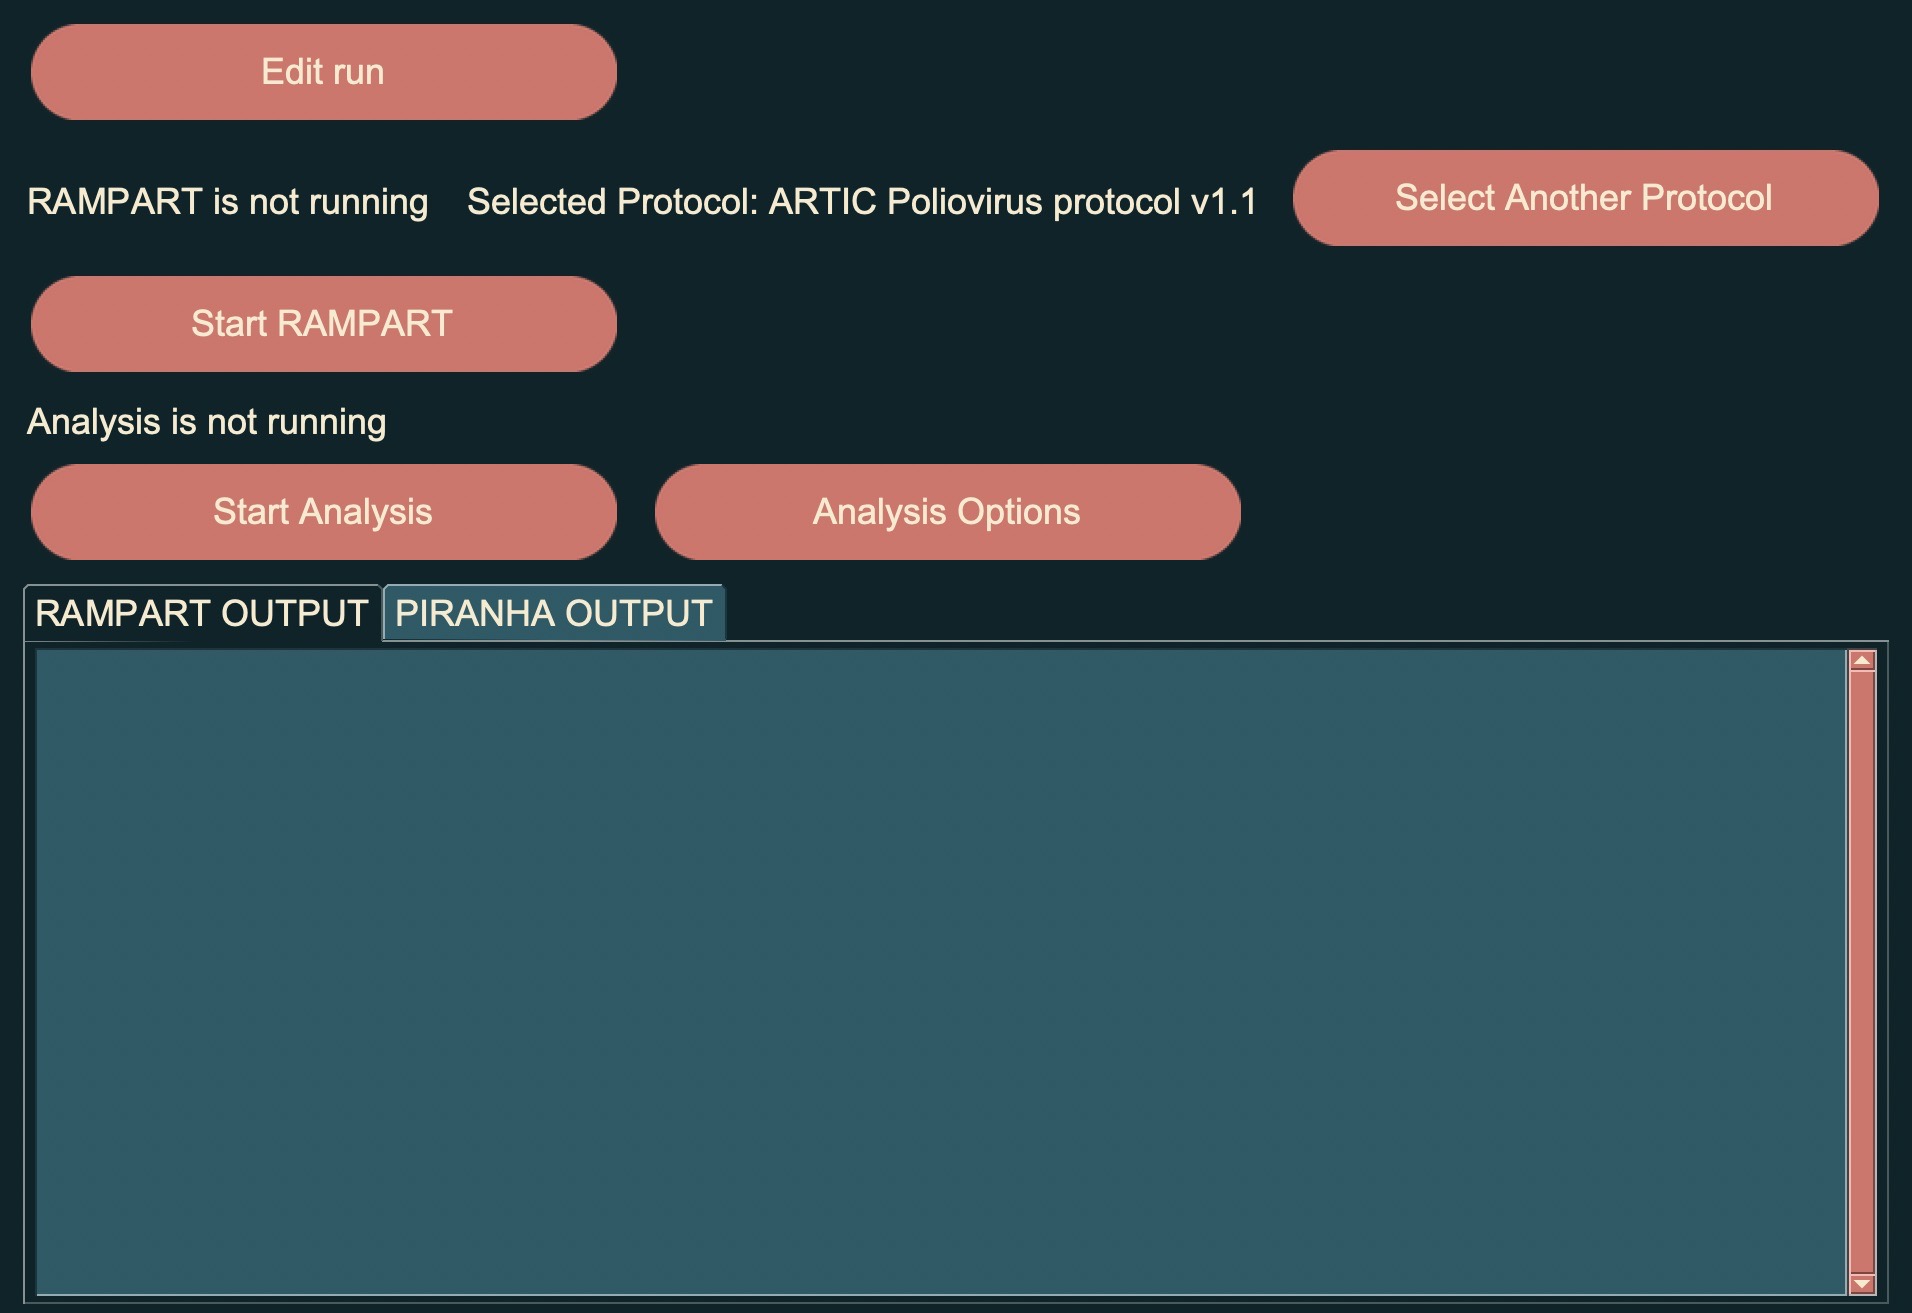 Edit run
RAMPART is not running
Selected Protocol: ARTIC Poliovirus protocol v1.1
Select Another Protocol
Start RAMPART
Analysis is not running
Start Analysis
Analysis Options
RAMPART OUTPUT
PIRANHA OUTPUT